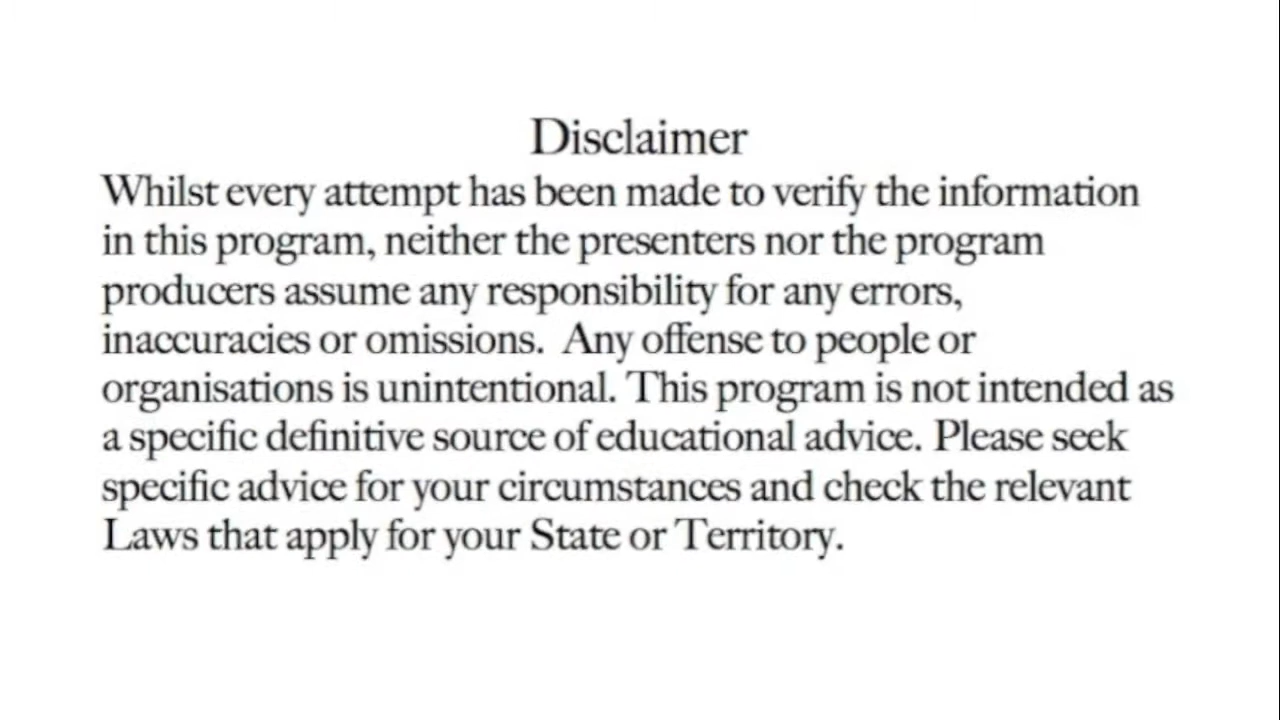 Disclaimer
Whilst every attempt has been made to verify the information
in this program, neither the presenters nor the program
producers assume any responsibility for any errors,
inaccuracies or omissions.  Any offense to people or
organisations is unintentional. This program is not intended as
a specific definitive source of educational advice. Please seek
specific advice for your circumstances and check the relevant
Laws that apply for your State or Territory.